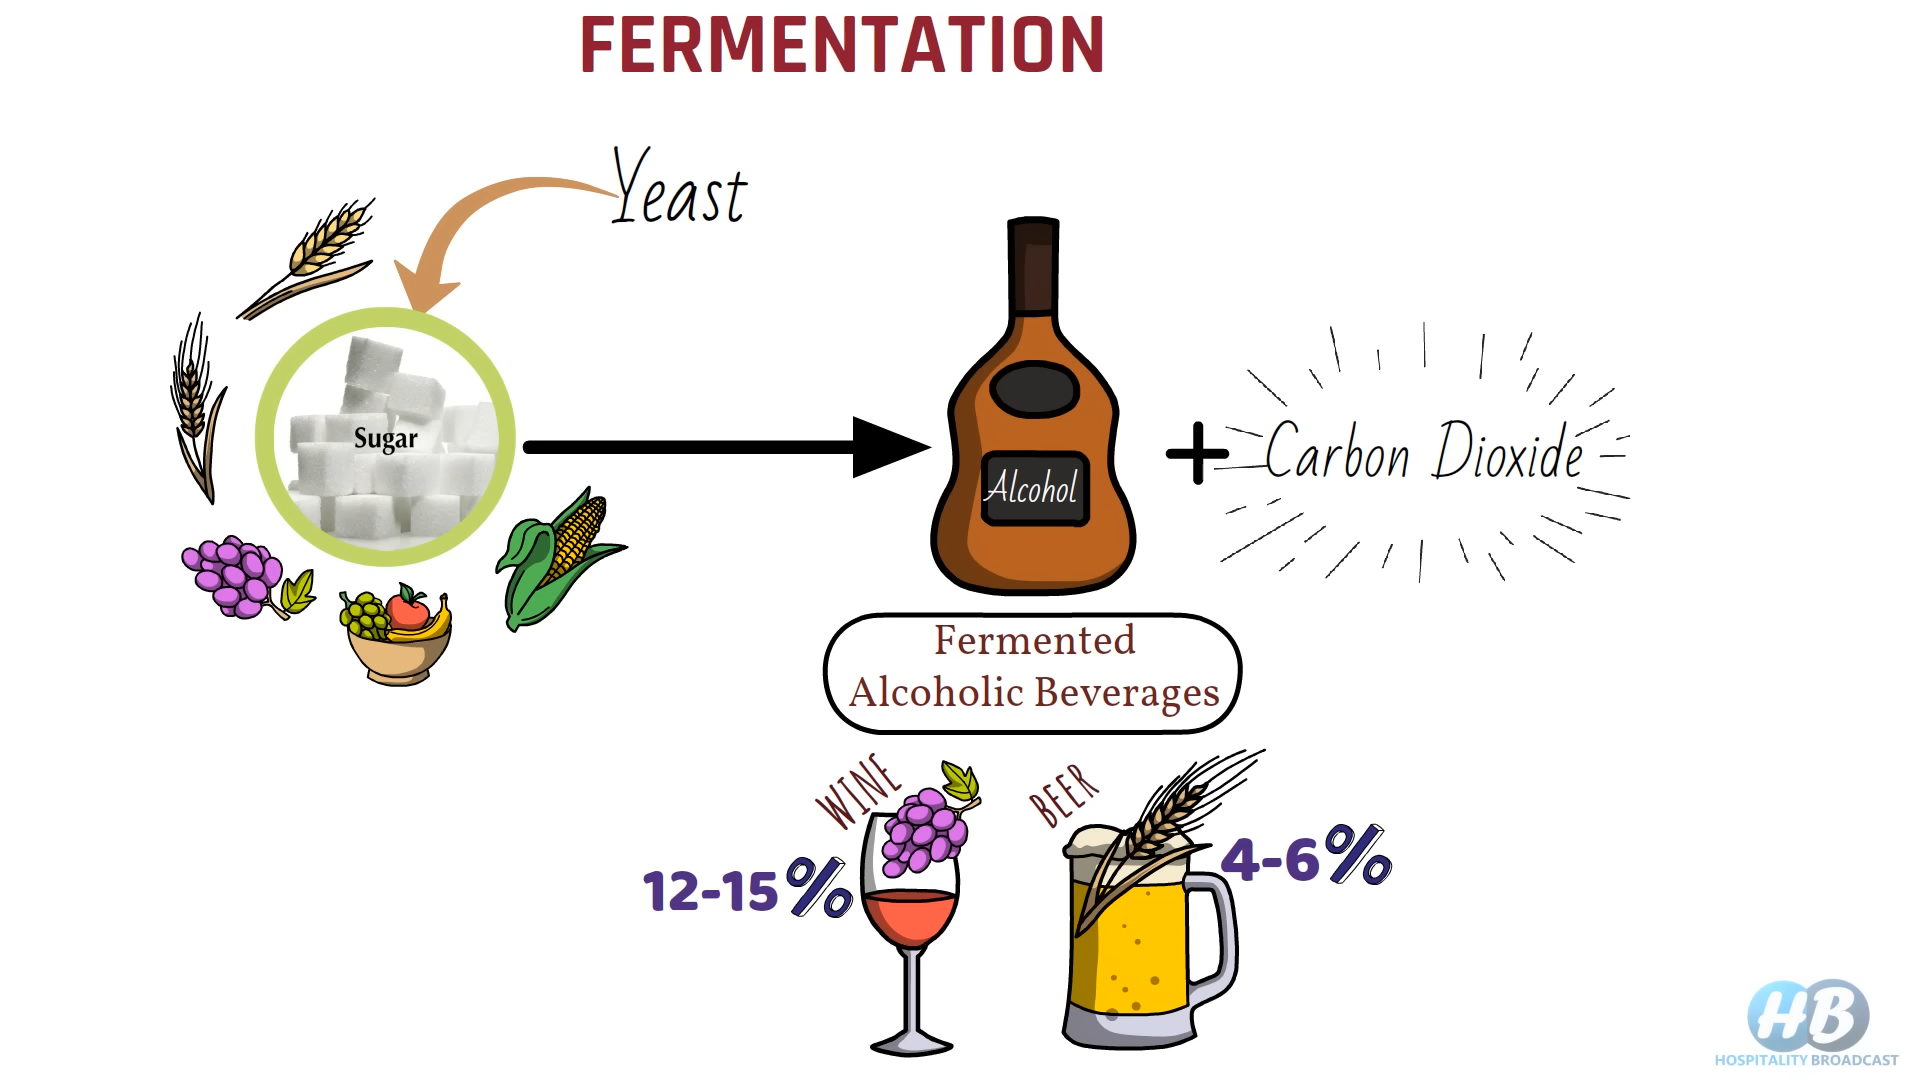 FERMENTATION
Yeast
Sugar
Alcohol
+
Carbon Dioxide
Fermented
Alcoholic Beverages
WINE
12-15%
BEER
4-6%
HB
HOSPITALITY BROADCAST